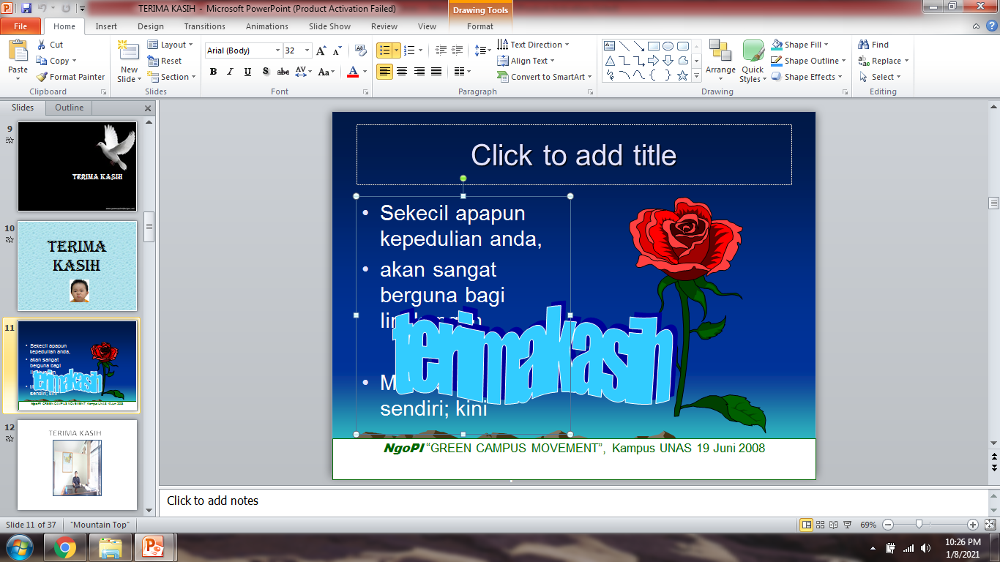 TERIMA KASIH - Microsoft PowerPoint (Product Activation Failed)
Drawing Tools
File Home Insert Design Transitions Animations Slide Show Review View Format
Paste
Cut
Copy
Format Painter
Clipboard
New Slide
Layout
Reset
Section
Slides
Arial (Body) 32
B I U S abc AV Aa A
Font
Text Direction
Align Text
Convert to SmartArt
Paragraph
Arrange
Quick Styles
Shape Fill
Shape Outline
Shape Effects
Drawing
Find
Replace
Select
Editing
Slides Outline
9
TERIMA KASIH
10
TERIMA
KASIH
11
Sekecil apapun
kepedulian anda,
akan sangat
berguna bagi
terimakasih
sendiri; kini
NgoPI "GREEN CAMPUS MOVEMENT", Kampus UNAS 19 Juni 2008
12
TERIMA KASIH
Click to add title
• Sekecil apapun
kepedulian anda,
• akan sangat
berguna bagi
terimakasih
sendiri; kini
NgoPI “GREEN CAMPUS MOVEMENT”, Kampus UNAS 19 Juni 2008
Click to add notes
Slide 11 of 37 "Mountain Top" 69%
10:26 PM
1/8/2021